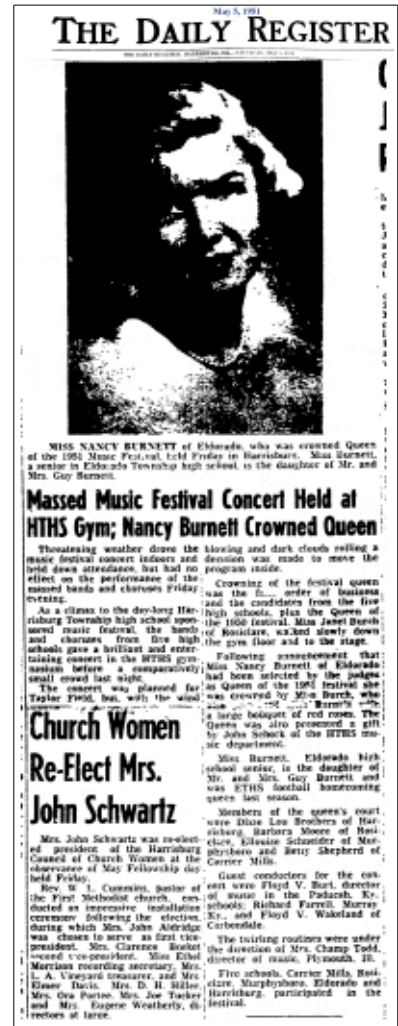 May 5, 1951
THE DAILY REGISTER
MISS NANCY BURNETT of Eldorado, who was crowned Queen
of the 1951 Music Festival, held Friday in Harrisburg. Miss Burnett,
a senior in Eldorado Township high school, is the daughter of Mr. and
Mrs. Guy Burnett.
Massed Music Festival Concert Held at
HTHS Gym; Nancy Burnett Crowned Queen
Threatening weather drove the
music festival concert indoors and
held down attendance, but had no
effect on the performance of the
massed bands and choruses Friday
evening.
As a climax to the day-long Har-
risburg Township high school spon-
sored music festival, the bands
and choruses from five high
schools gave a brilliant and enter-
taining concert in the HTHS gym-
nasium before a comparatively
small crowd last night.
The concert was planned for
Taylor Field, but, with the wind
blowing and dark clouds rolling a
decision was made to move the
program inside.
Crowning of the festival queen
was the order of business
and the candidates from the five
high schools, plus the Queen of
the 1950 festival, Miss Janet Burch
of Rosiclare, walked slowly down
the gym floor and to the stage.
Following announcement that
Miss Nancy Burnett of Eldorado
had been selected by the judges
as Queen of the 1951 festival she
was crowned by Miss Burch, who
also
a large bouquet of red roses. The
Queen was also presented a gift
by John Schork of the HTHS mu-
sic department.
Miss Burnett, Eldorado high
school senior, is the daughter of
Mr. and Mrs. Guy Burnett and
was ETHS football homecoming
queen last season.
Members of the queen's court
were Dixie Lou Brothers of Har-
risburg, Barbara Moore of Rosi-
clare, Schneider of Mur-
physboro and Betty Shepherd of
Carrier Mills.
Guest conductors for the con-
cert were Floyd V. Burt, director
of music in the Paducah, Ky.
schools; Richard Farrell, Murray
Ky., and Floyd V. Wakeland of
Carbondale.
The twirling routines were under
the direction of Mrs. Champ Todd,
director of music, Plymouth, Ill.
Five schools, Carrier Mills, Rosi-
clare, Murphysboro, Eldorado and
Harrisburg, participated in the
festival.
Church Women
Re-Elect Mrs.
John Schwartz
Mrs. John Schwartz was re-elect-
ed president of the Harrisburg
Council of Church Women at the
observance of May Fellowship day
held Friday.
Rev. W. L. Cummins, pastor of
the First Methodist church, con-
ducted an impressive installation
ceremony following the election,
during which Mrs. John Aldridge
was chosen to serve as first vice-
president, Mrs. Clarence
second vice-president, Miss Ethel
Morrison recording secretary, Mrs.
L. A. Vineyard treasurer, and Mrs.
Elmer Davis, Mrs. D. H. Hiller,
Mrs. Ora Mrs. Joe Tucker
and Mrs. Eugene Weatherly, di-
rectors at large.